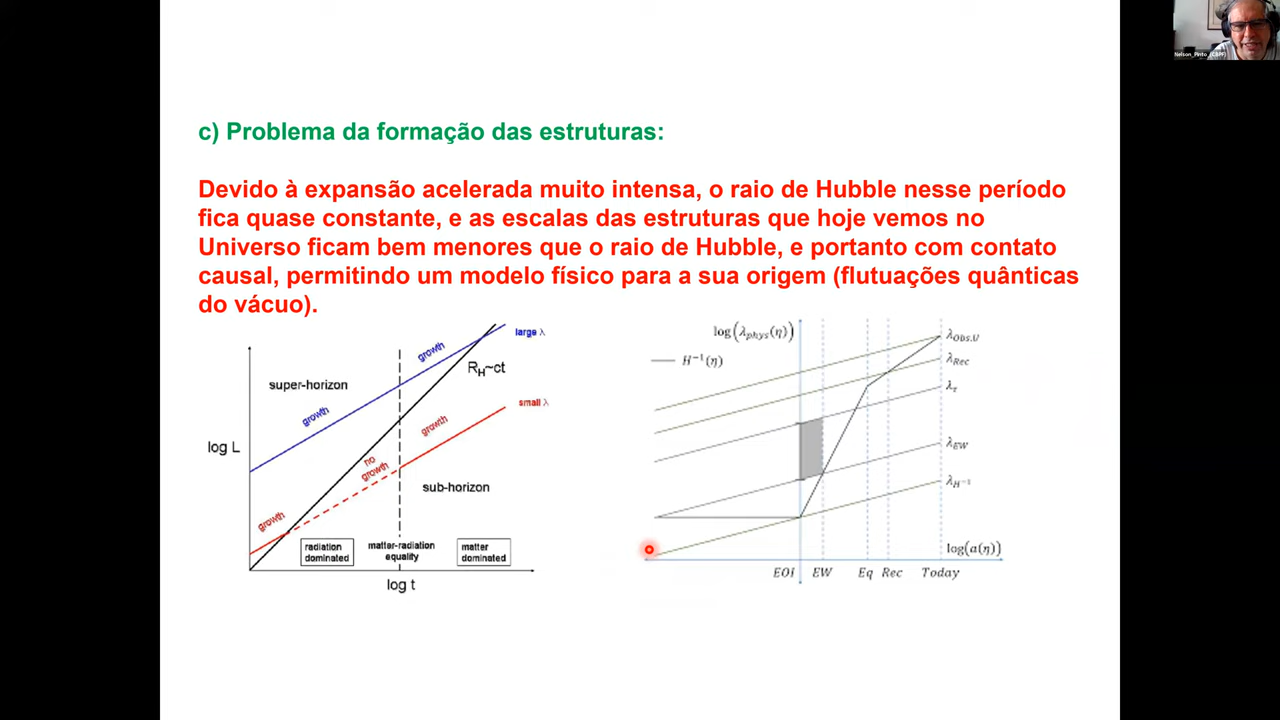 Nelson_Pinto_(CBPF)
c) Problema da formação das estruturas:
Devido à expansão acelerada muito intensa, o raio de Hubble nesse período
fica quase constante, e as escalas das estruturas que hoje vemos no
Universo ficam bem menores que o raio de Hubble, e portanto com contato
causal, permitindo um modelo físico para a sua origem (flutuações quânticas
do vácuo).
large λ
growth
super-horizon
R_H~ct
growth
small λ
growth
log L
no
growth
sub-horizon
growth
radiation
dominated
matter-radiation
equality
matter
dominated
log t
log(λ_phys(η))
H⁻¹(η)
λ_Obs.U
λ_Rec
λ_EW
λ_H⁻¹
log(a(η))
EOI EW Eq Rec Today